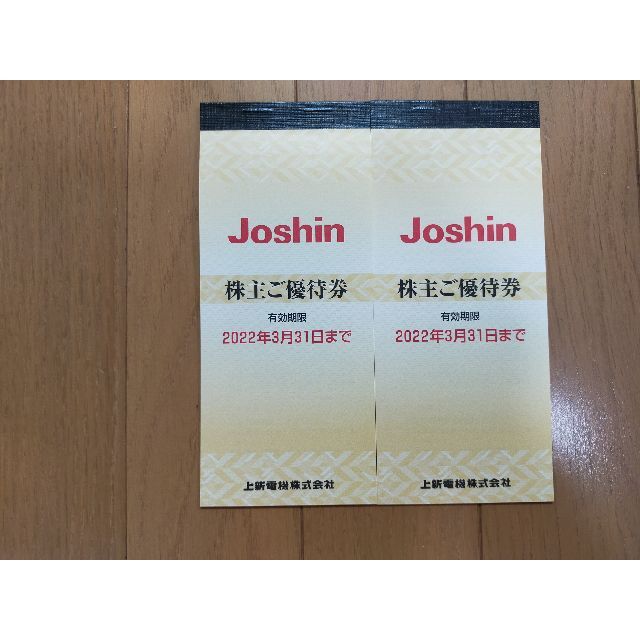 Joshin
株主ご優待券
有効期限
2022年3月31日まで
上新電機株式会社
Joshin
株主ご優待券
有効期限
2022年3月31日まで
上新電機株式会社